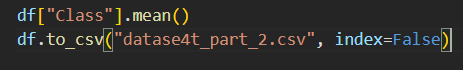 df["Class"].mean()
df.to_csv("datase4t_part_2.csv", index=False)